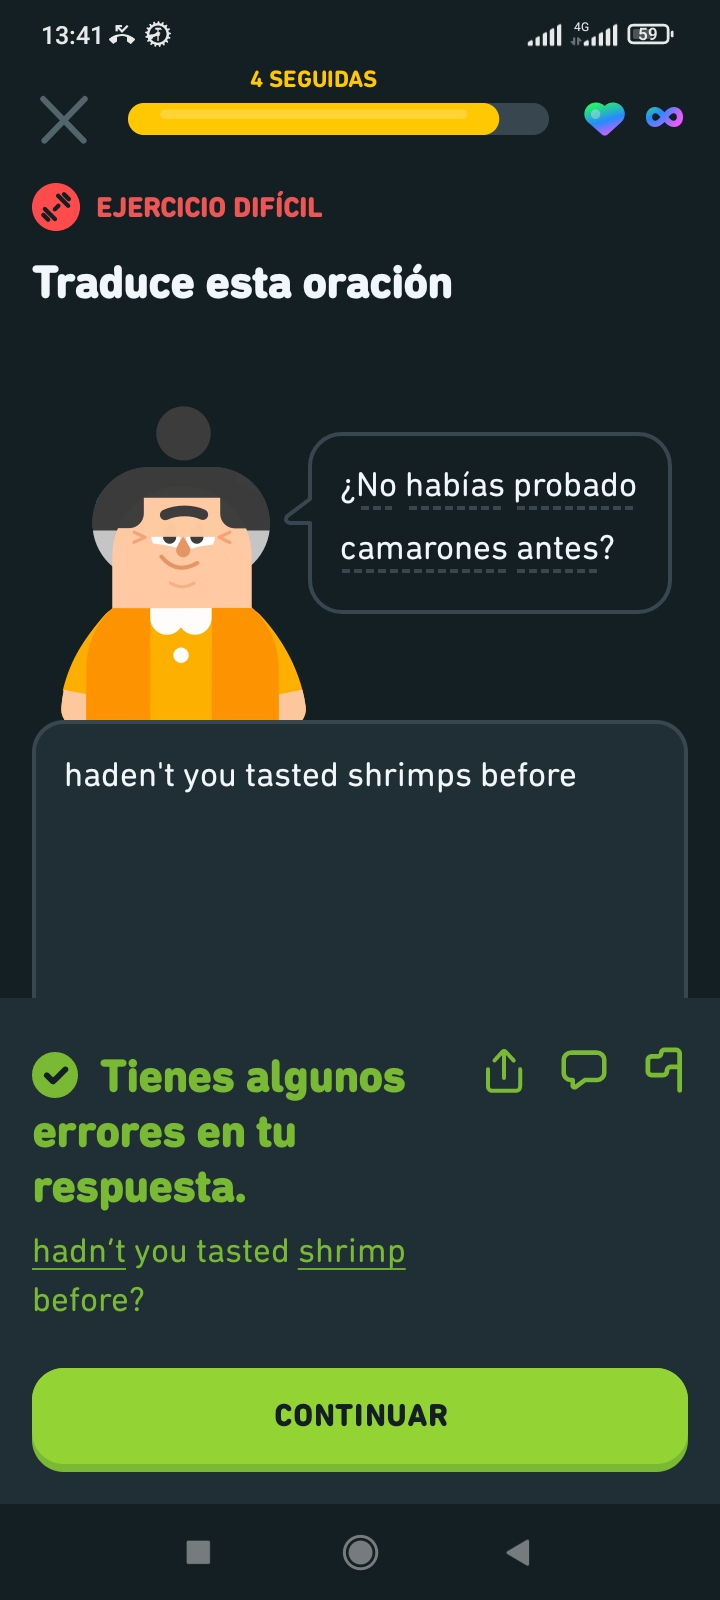 13:41
4G
59
4 SEGUIDAS
EJERCICIO DIFÍCIL
Traduce esta oración
¿No habías probado
camarones antes?
haden't you tasted shrimps before
Tienes algunos
errores en tu
respuesta.
hadn’t you tasted shrimp
before?
CONTINUAR